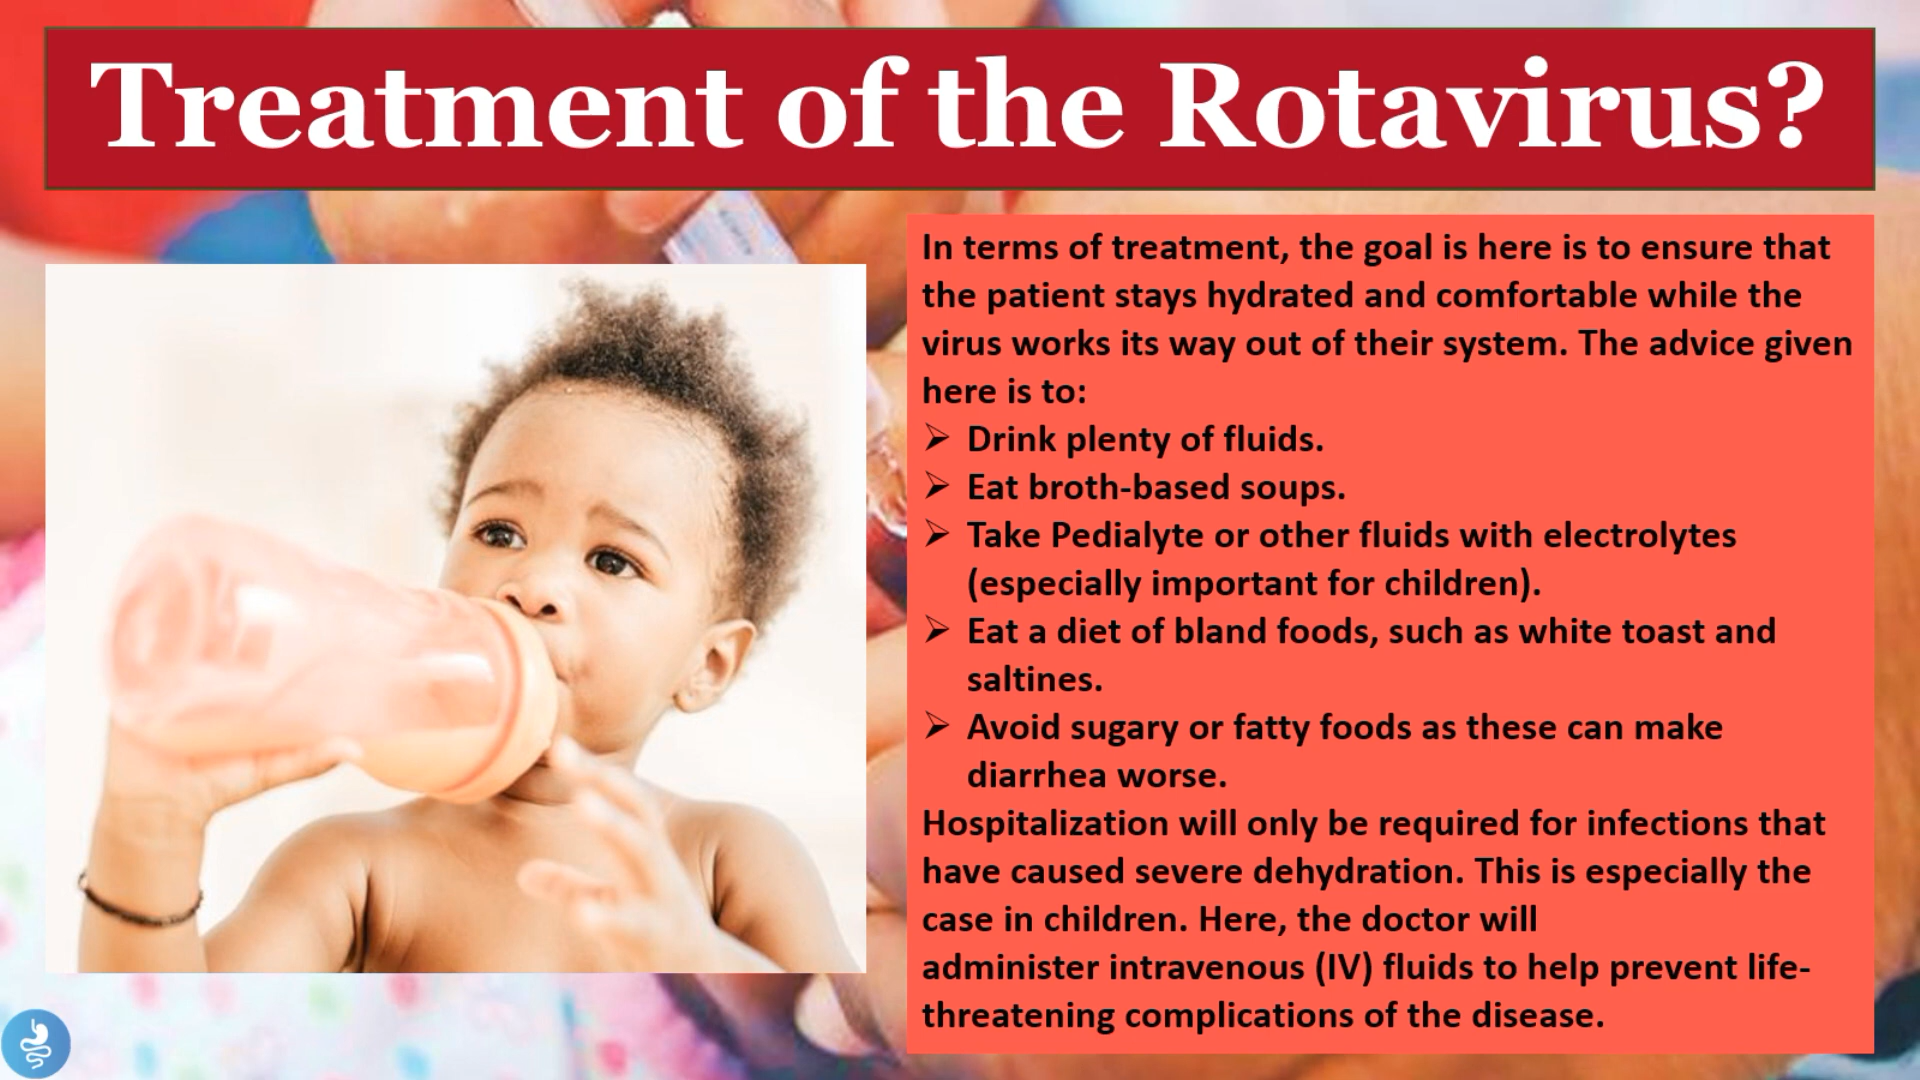 Treatment of the Rotavirus?
In terms of treatment, the goal is here is to ensure that
the patient stays hydrated and comfortable while the
virus works its way out of their system. The advice given
here is to:
➢ Drink plenty of fluids.
➢ Eat broth-based soups.
➢ Take Pedialyte or other fluids with electrolytes
(especially important for children).
➢ Eat a diet of bland foods, such as white toast and
saltines.
➢ Avoid sugary or fatty foods as these can make
diarrhea worse.
Hospitalization will only be required for infections that
have caused severe dehydration. This is especially the
case in children. Here, the doctor will
administer intravenous (IV) fluids to help prevent life-
threatening complications of the disease.